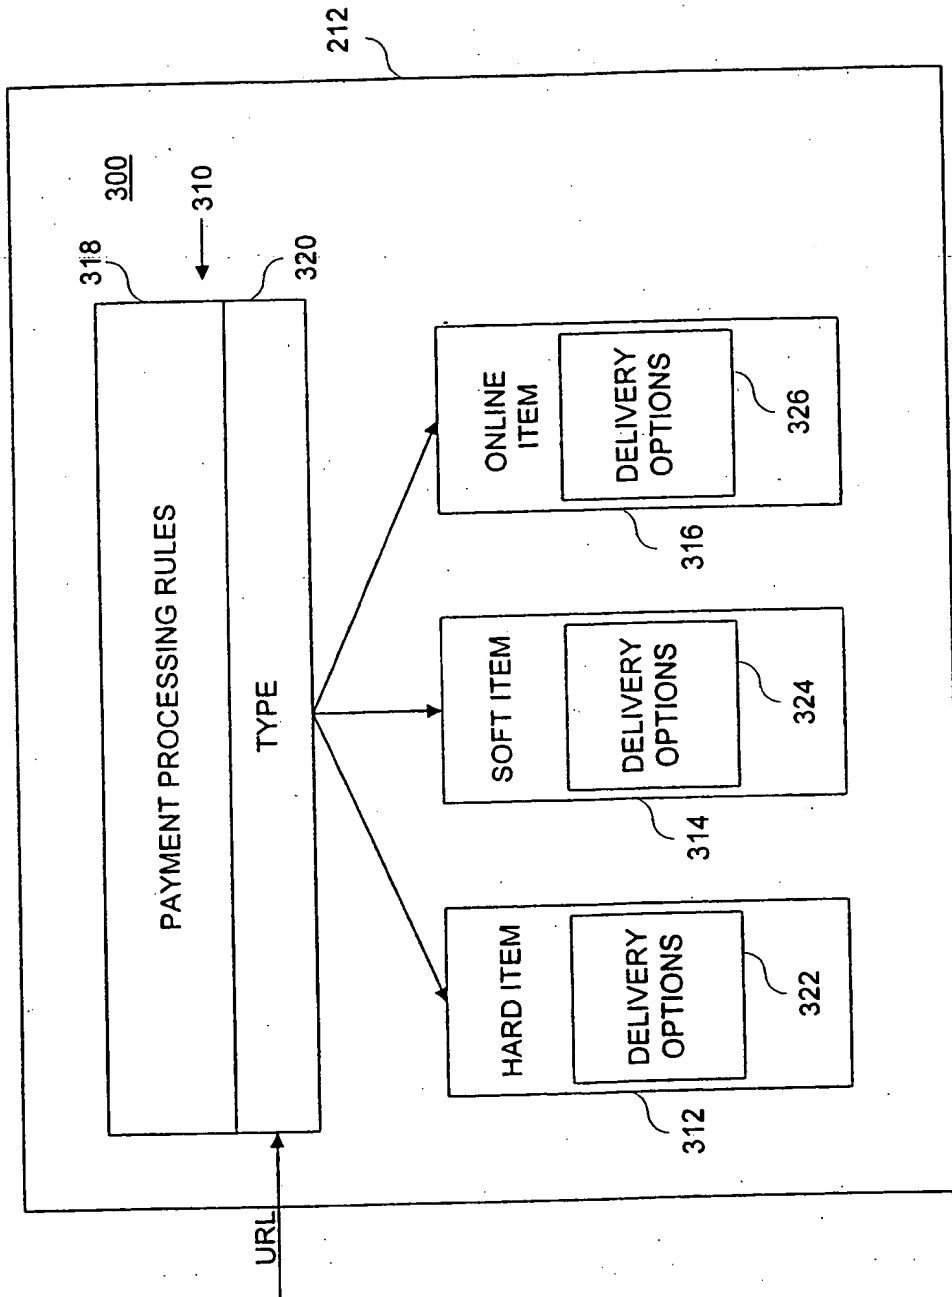 212
300
318
310
320
PAYMENT PROCESSING RULES
TYPE
URL
HARD ITEM
DELIVERY
OPTIONS
322
312
SOFT ITEM
DELIVERY
OPTIONS
324
314
ONLINE
ITEM
DELIVERY
OPTIONS
326
316